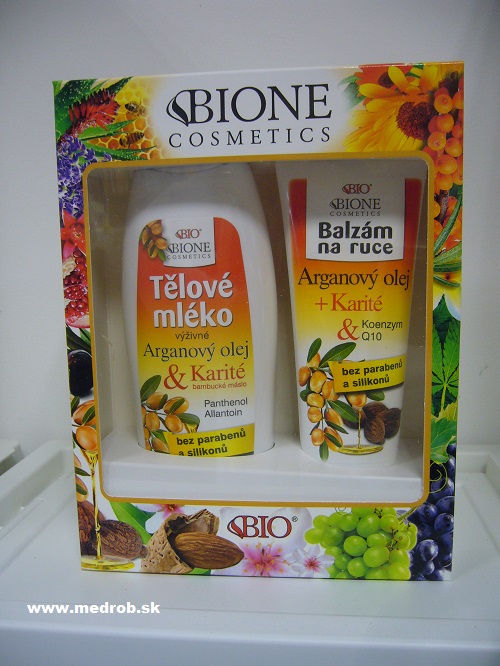 BIONE
COSMETICS
BIO
BIONE
COSMETICS
Tělové
mléko
výživné
Arganový olej
& Karité
bambucké máslo
Panthenol
Allantoin
bez parabenů
a silikonů
BIO
BIONE
COSMETICS
Balzám
na ruce
Arganový olej
+ Karité
& Koenzym
Q10
bez parabenů
a silikonů
BIO®
www.medrob.sk